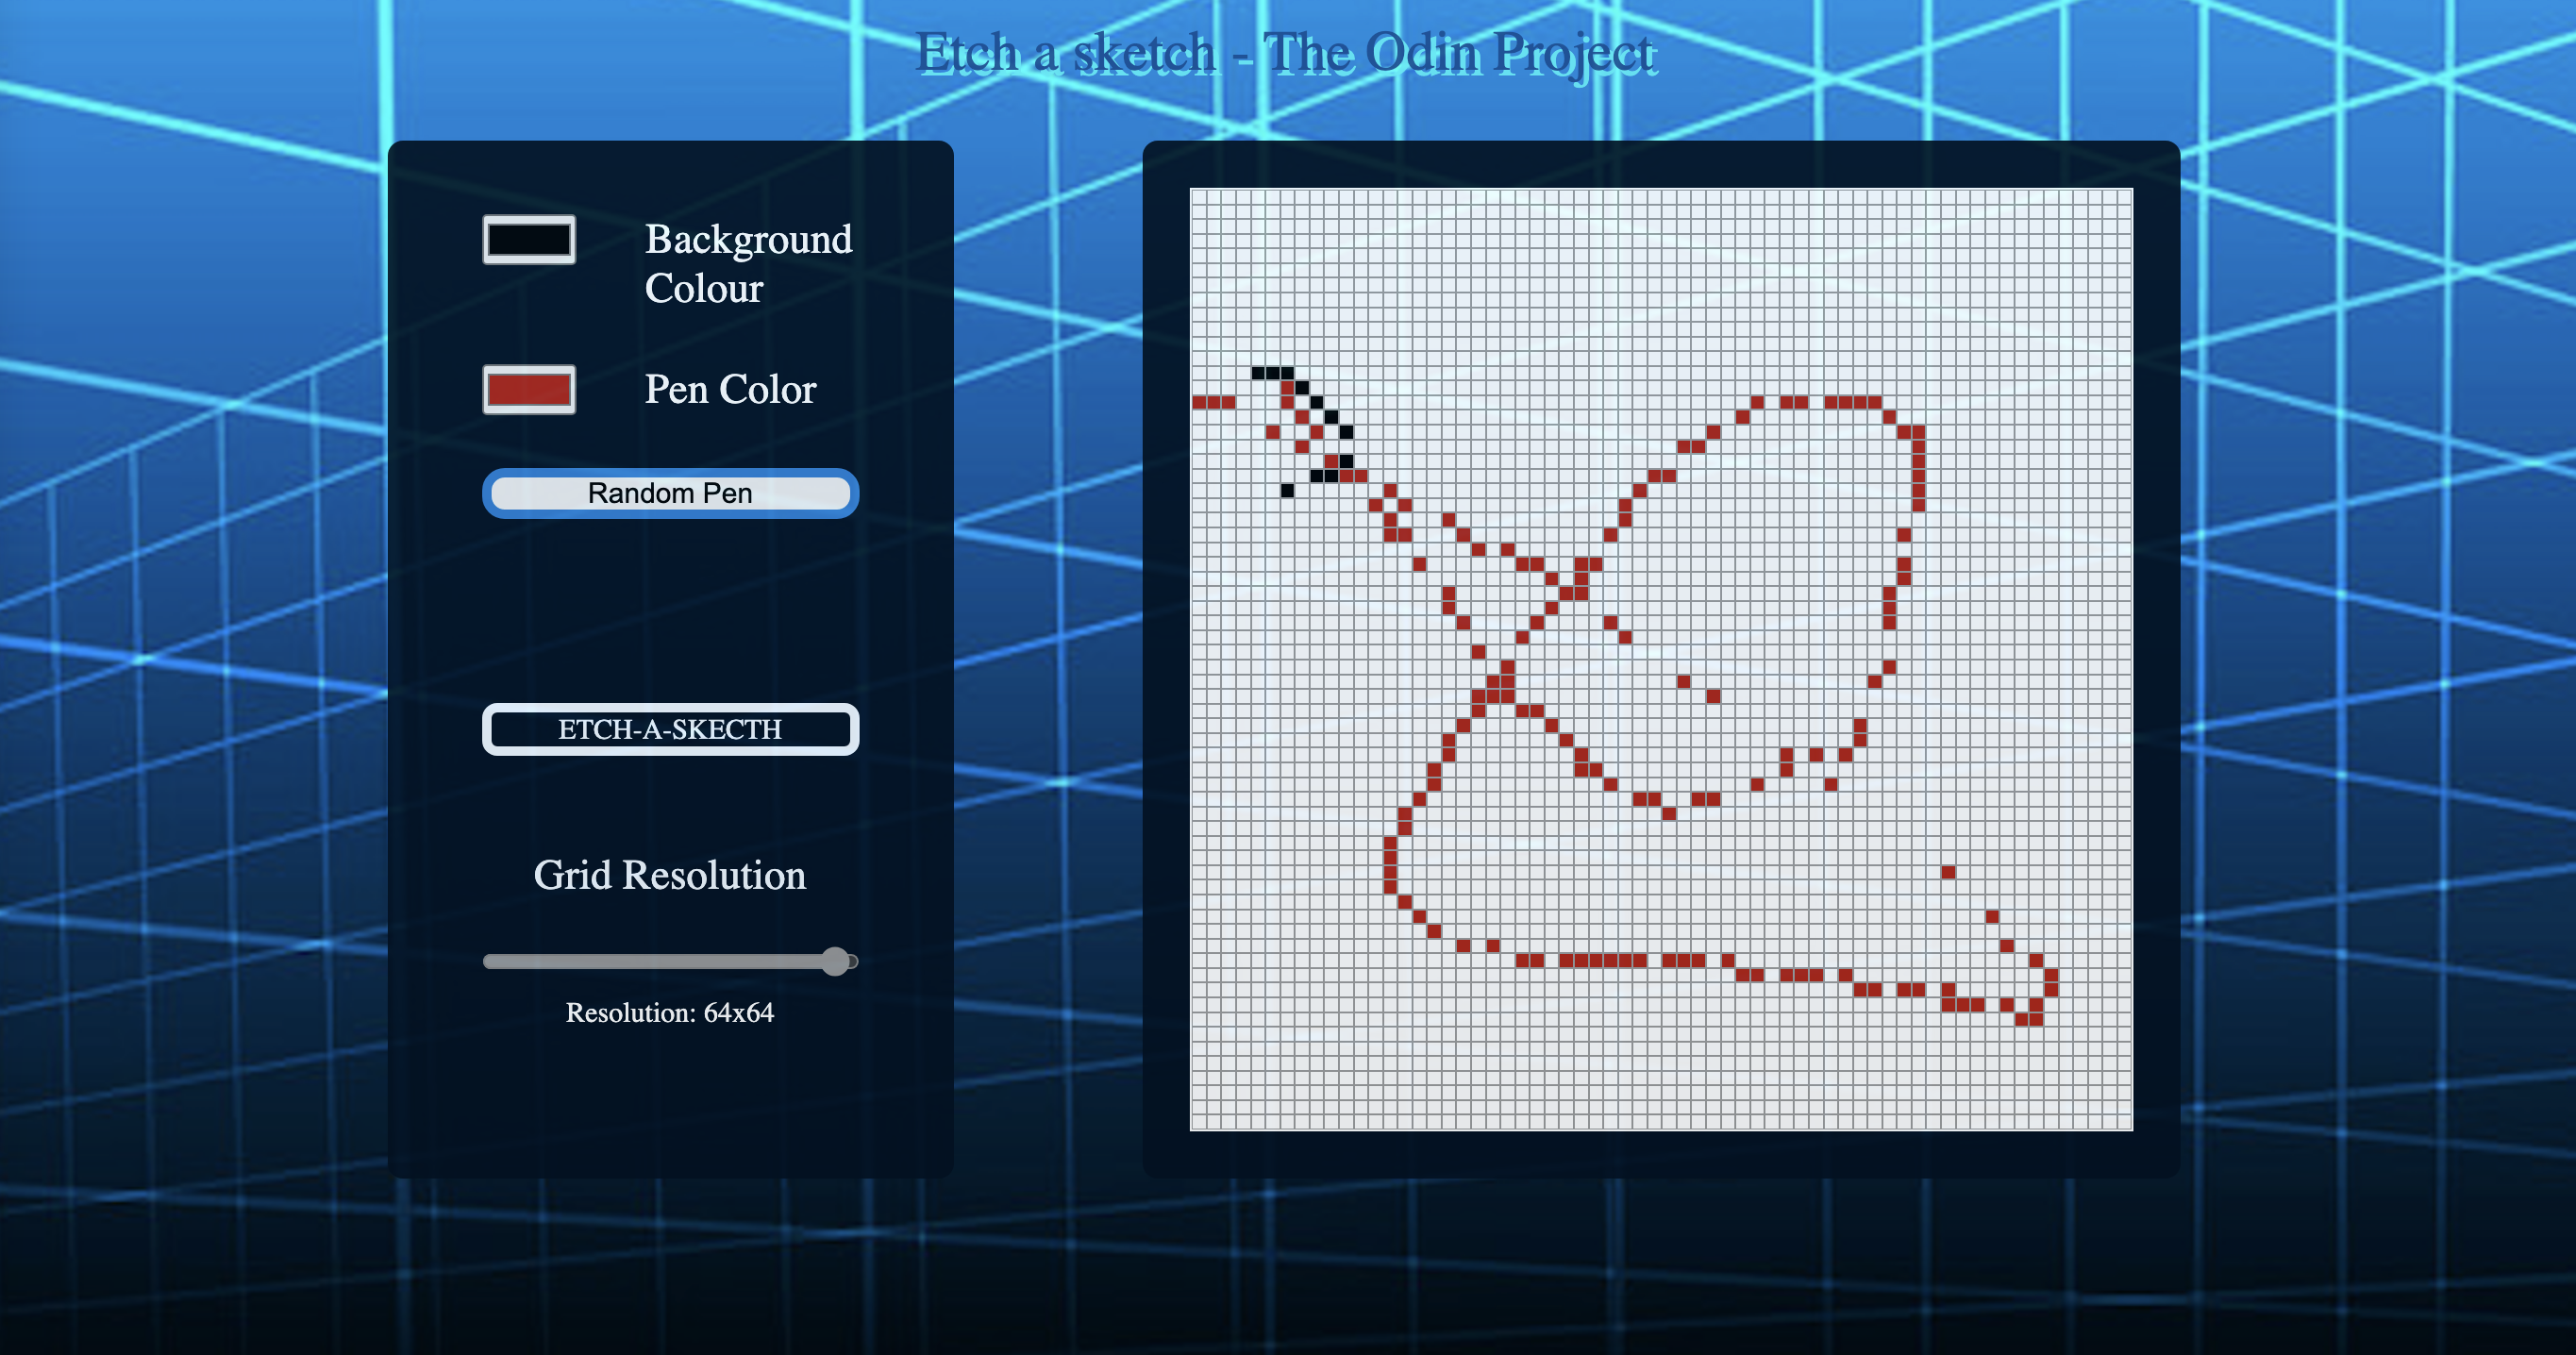 Etch a sketch - The Odin Project
Background
Colour
Pen Color
Random Pen
ETCH-A-SKECTH
Grid Resolution
Resolution: 64x64